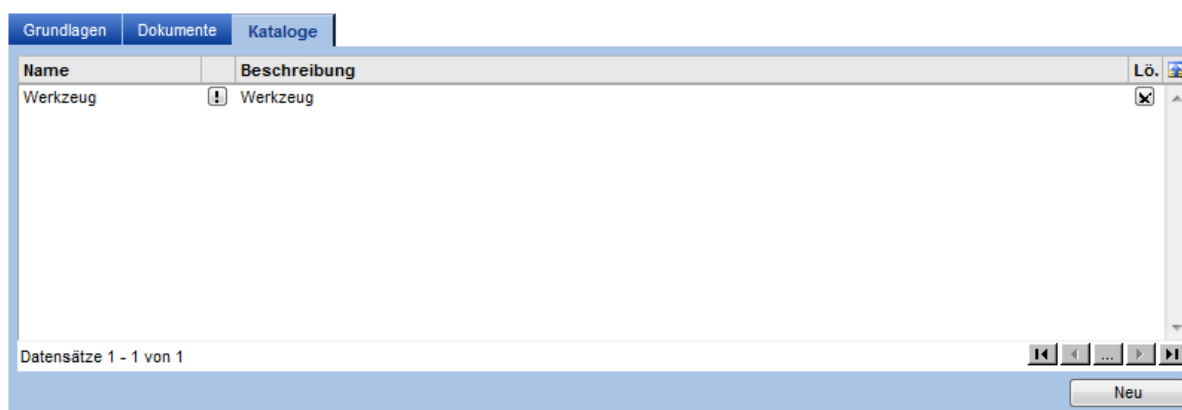 Grundlagen Dokumente Kataloge
Name Beschreibung Lö.
Werkzeug ! Werkzeug
Datensätze 1 - 1 von 1 ...
Neu